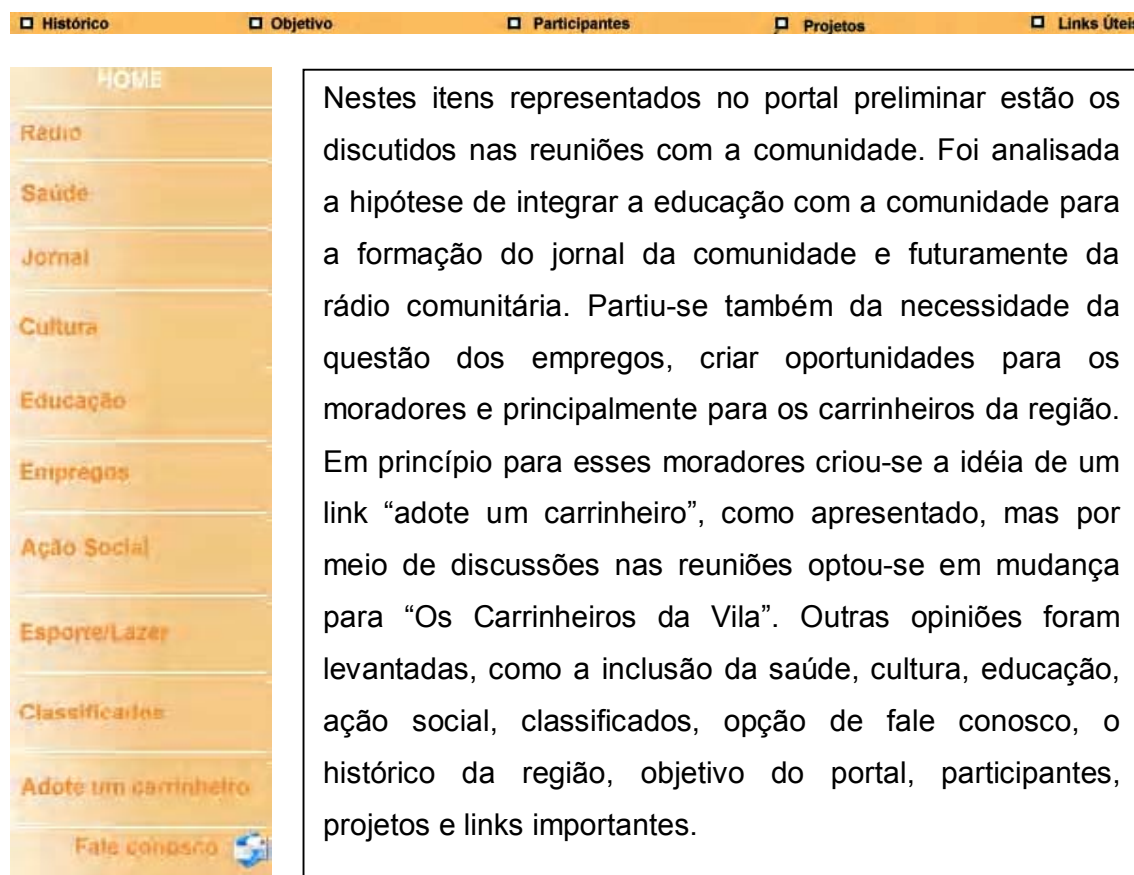 Histórico Objetivo Participantes Projetos Links Úteis
HOME
Rádio
Saúde
Jornal
Cultura
Educação
Empregos
Ação Social
Esporte/Lazer
Classificados
Adote um carrinheiro
Fale conosco
Nestes itens representados no portal preliminar estão os
discutidos nas reuniões com a comunidade. Foi analisada
a hipótese de integrar a educação com a comunidade para
a formação do jornal da comunidade e futuramente da
rádio comunitária. Partiu-se também da necessidade da
questão dos empregos, criar oportunidades para os
moradores e principalmente para os carrinheiros da região.
Em princípio para esses moradores criou-se a idéia de um
link “adote um carrinheiro”, como apresentado, mas por
meio de discussões nas reuniões optou-se em mudança
para “Os Carrinheiros da Vila”. Outras opiniões foram
levantadas, como a inclusão da saúde, cultura, educação,
ação social, classificados, opção de fale conosco, o
histórico da região, objetivo do portal, participantes,
projetos e links importantes.